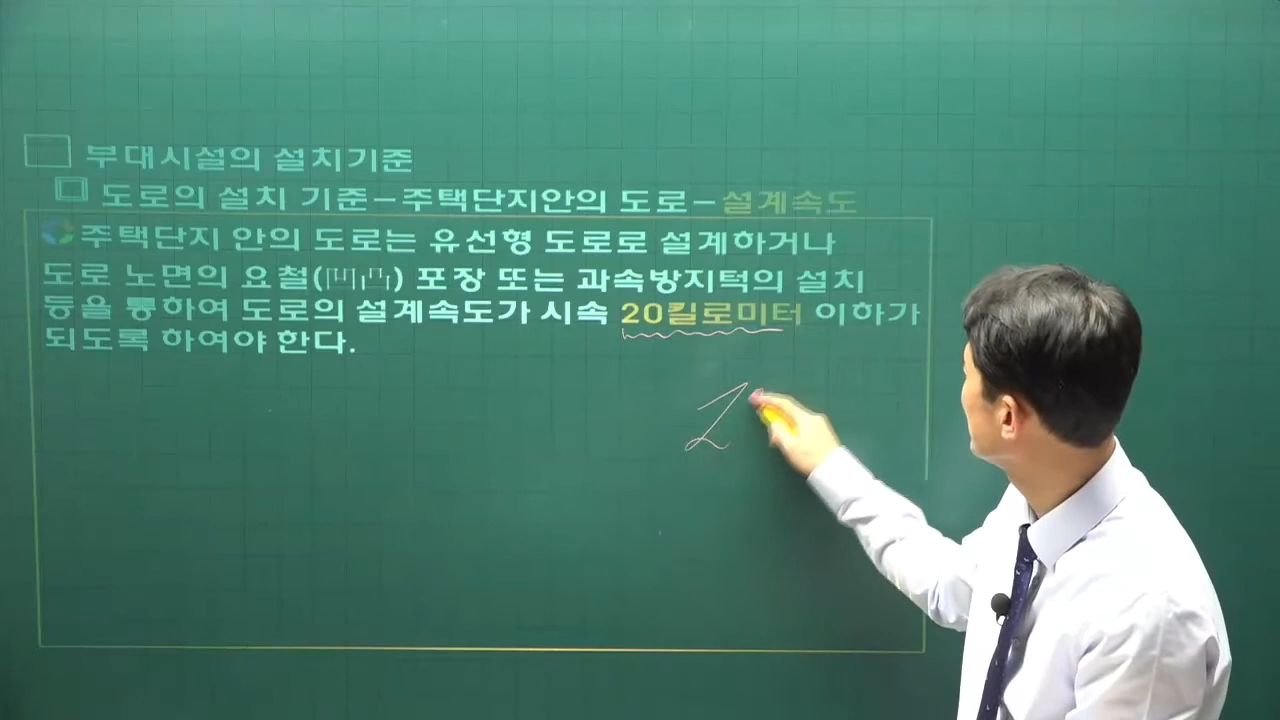 부대시설의 설치기준
도로의 설치 기준-주택단지안의 도로-설계속도
주택단지 안의 도로는 유선형 도로로 설계하거나
도로 노면의 요철(凹凸) 포장 또는 과속방지턱의 설치
등을 통하여 도로의 설계속도가 시속 20킬로미터 이하가
되도록 하여야 한다.
2